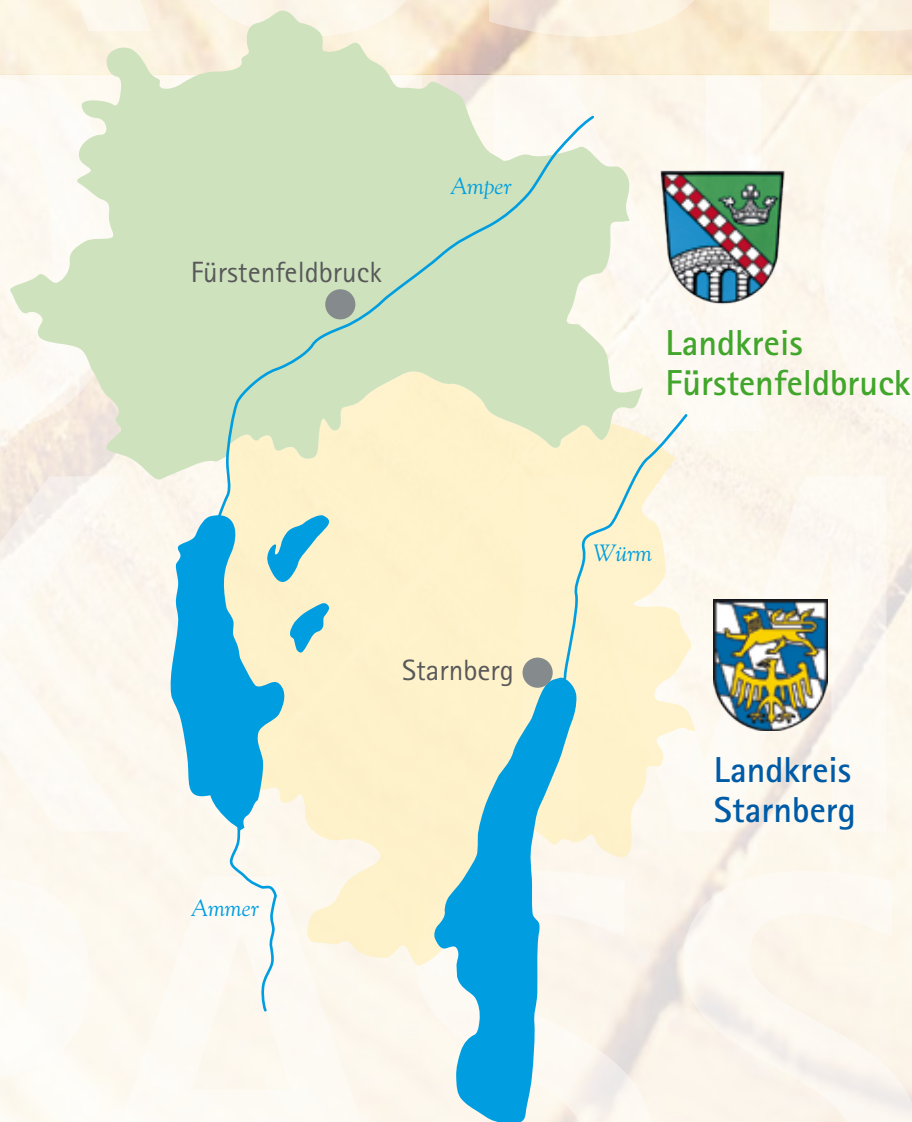 Amper
Fürstenfeldbruck
Landkreis
Fürstenfeldbruck
Würm
Starnberg
Landkreis
Starnberg
Ammer